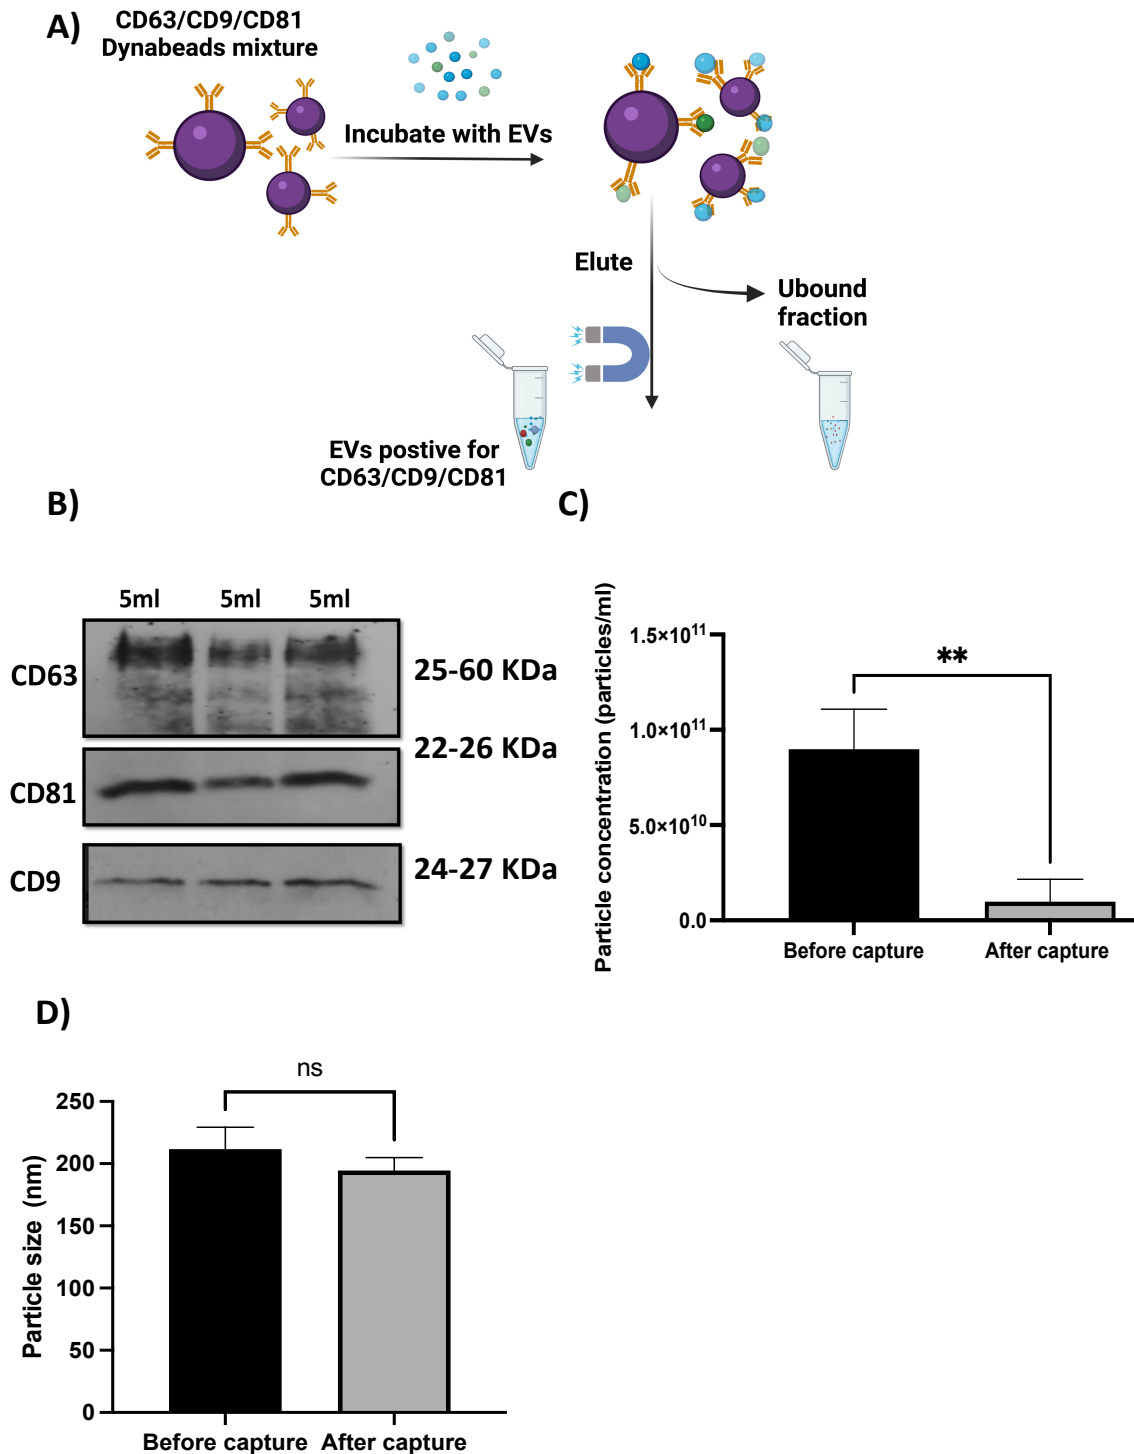 A)
CD63/CD9/CD81
Dynabeads mixture
Incubate with EVs
Elute
Ubound
fraction
EVs postive for
CD63/CD9/CD81
B)
5ml 5ml 5ml
CD63
25-60 KDa
22-26 KDa
CD81
CD9
24-27 KDa
C)
Particle concentration (particles/ml)
1.5×10¹¹
1.0×10¹¹
5.0×10¹⁰
0.0
**
Before capture After capture
D)
ns
Particle size (nm)
250
200
150
100
50
0
Before capture After capture